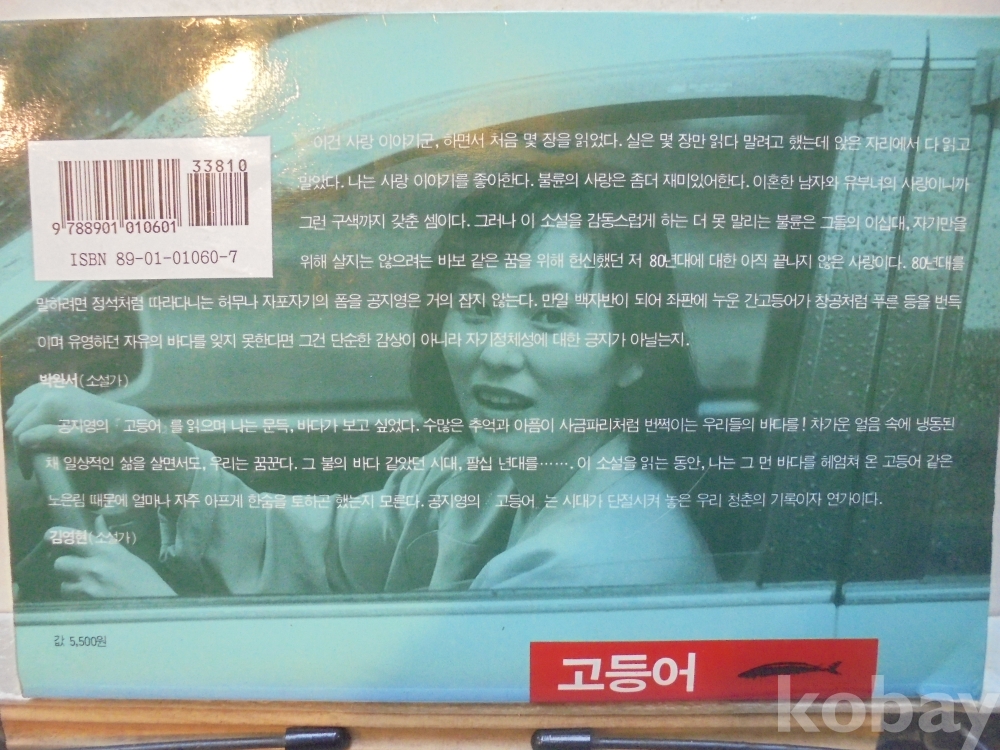 33810
9 788901 010601
ISBN 89-01-01060-7
이건 사랑 이야기군, 하면서 처음 몇 장을 읽었다. 실은 몇 장만 읽다 말려고 했는데 앉은 자리에서 다 읽고
말았다. 나는 사랑 이야기를 좋아한다. 불륜의 사랑은 좀더 재미있어한다. 이혼한 남자와 유부녀의 사랑이니까
그런 구색까지 갖춘 셈이다. 그러나 이 소설을 감동스럽게 하는 더 못 말리는 불륜은 그들의 이십대, 자기만을
위해 살지는 않으려는 바보 같은 꿈을 위해 헌신했던 저 80년대에 대한 아직 끝나지 않은 사랑이다. 80년대를
말하려면 정석처럼 따라다니는 허무나 자포자기의 폼을 공지영은 거의 잡지 않는다. 만일 백자반이 되어 좌판에 누운 간고등어가 창공처럼 푸른 등을 번득
이며 유영하던 자유의 바다를 잊지 못한다면 그건 단순한 감상이 아니라 자기정체성에 대한 긍지가 아닐는지.
박완서(소설가)
공지영의 『고등어』를 읽으며 나는 문득, 바다가 보고 싶었다. 수많은 추억과 아픔이 사금파리처럼 번쩍이는 우리들의 바다를! 차가운 얼음 속에 냉동된
채 일상적인 삶을 살면서도, 우리는 꿈꾼다. 그 불의 바다 같았던 시대, 팔십 년대를……. 이 소설을 읽는 동안, 나는 그 먼 바다를 헤엄쳐 온 고등어 같은
노은림 때문에 얼마나 자주 아프게 한숨을 토하곤 했는지 모른다. 공지영의 『고등어』는 시대가 단절시켜 놓은 우리 청춘의 기록이자 연가이다.
김영현(소설가)
값 5,500원
고등어
kobay